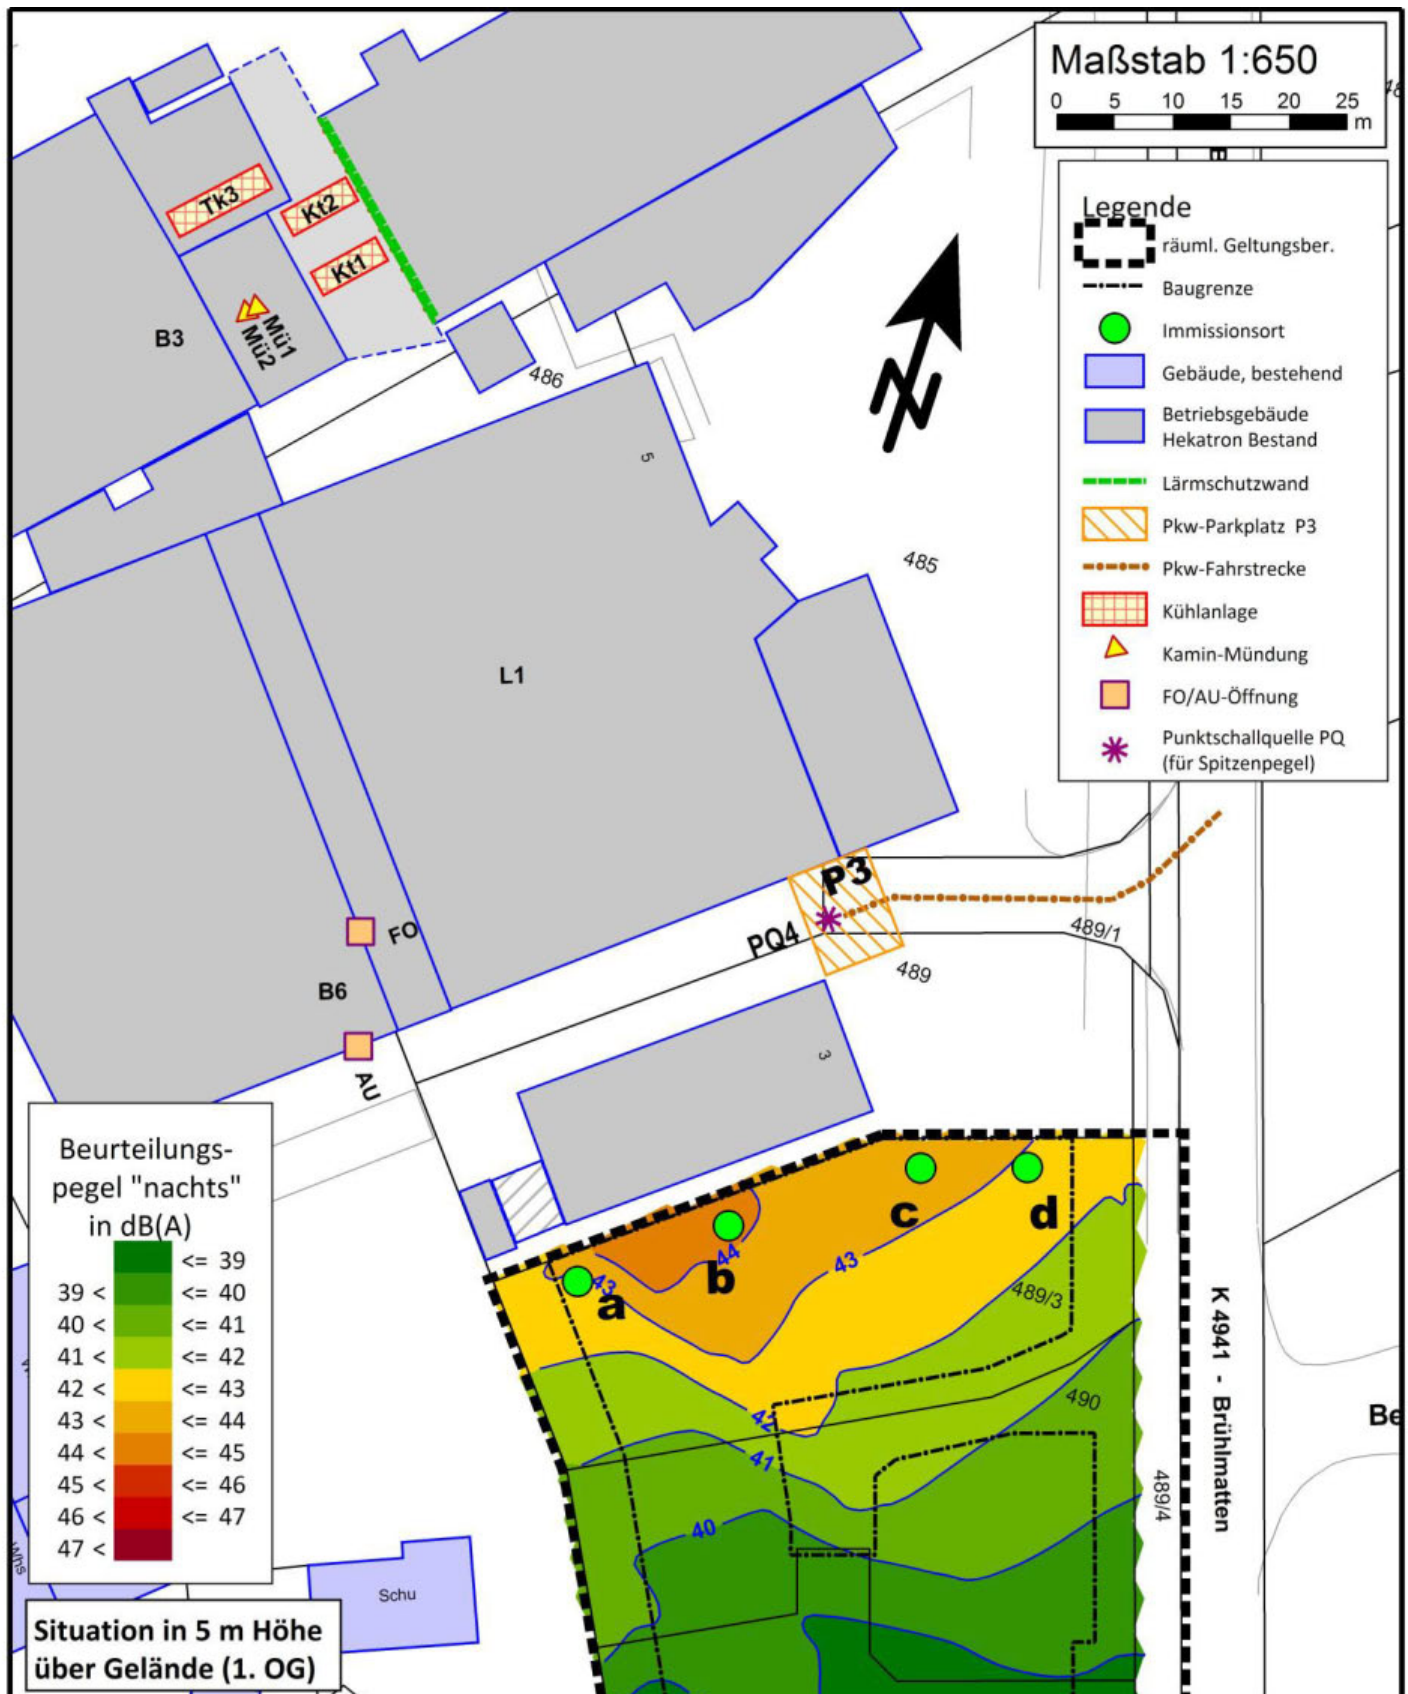 Maßstab 1:650
0 5 10 15 20 25
m
Legende
räuml. Geltungsber.
Baugrenze
Immissionsort
Gebäude, bestehend
Betriebsgebäude
Hekatron Bestand
Lärmschutzwand
Pkw-Parkplatz P3
Pkw-Fahrstrecke
Kühlanlage
Kamin-Mündung
FO/AU-Öffnung
Punktschallquelle PQ
(für Spitzenpegel)
Tk3
Kt2
Kt1
Mü1
Mü2
B3
486
5
485
L1
P3
PQ4
489/1
489
FO
B6
AU
3
N
a
b
c
d
43
44
43
489/3
42
41
40
490
489/4
K 4941 - Brühlmatten
Be
Beurteilungs-
pegel "nachts"
in dB(A)
<= 39
39 < <= 40
40 < <= 41
41 < <= 42
42 < <= 43
43 < <= 44
44 < <= 45
45 < <= 46
46 < <= 47
47 <
Whs
Schu
Situation in 5 m Höhe
über Gelände (1. OG)